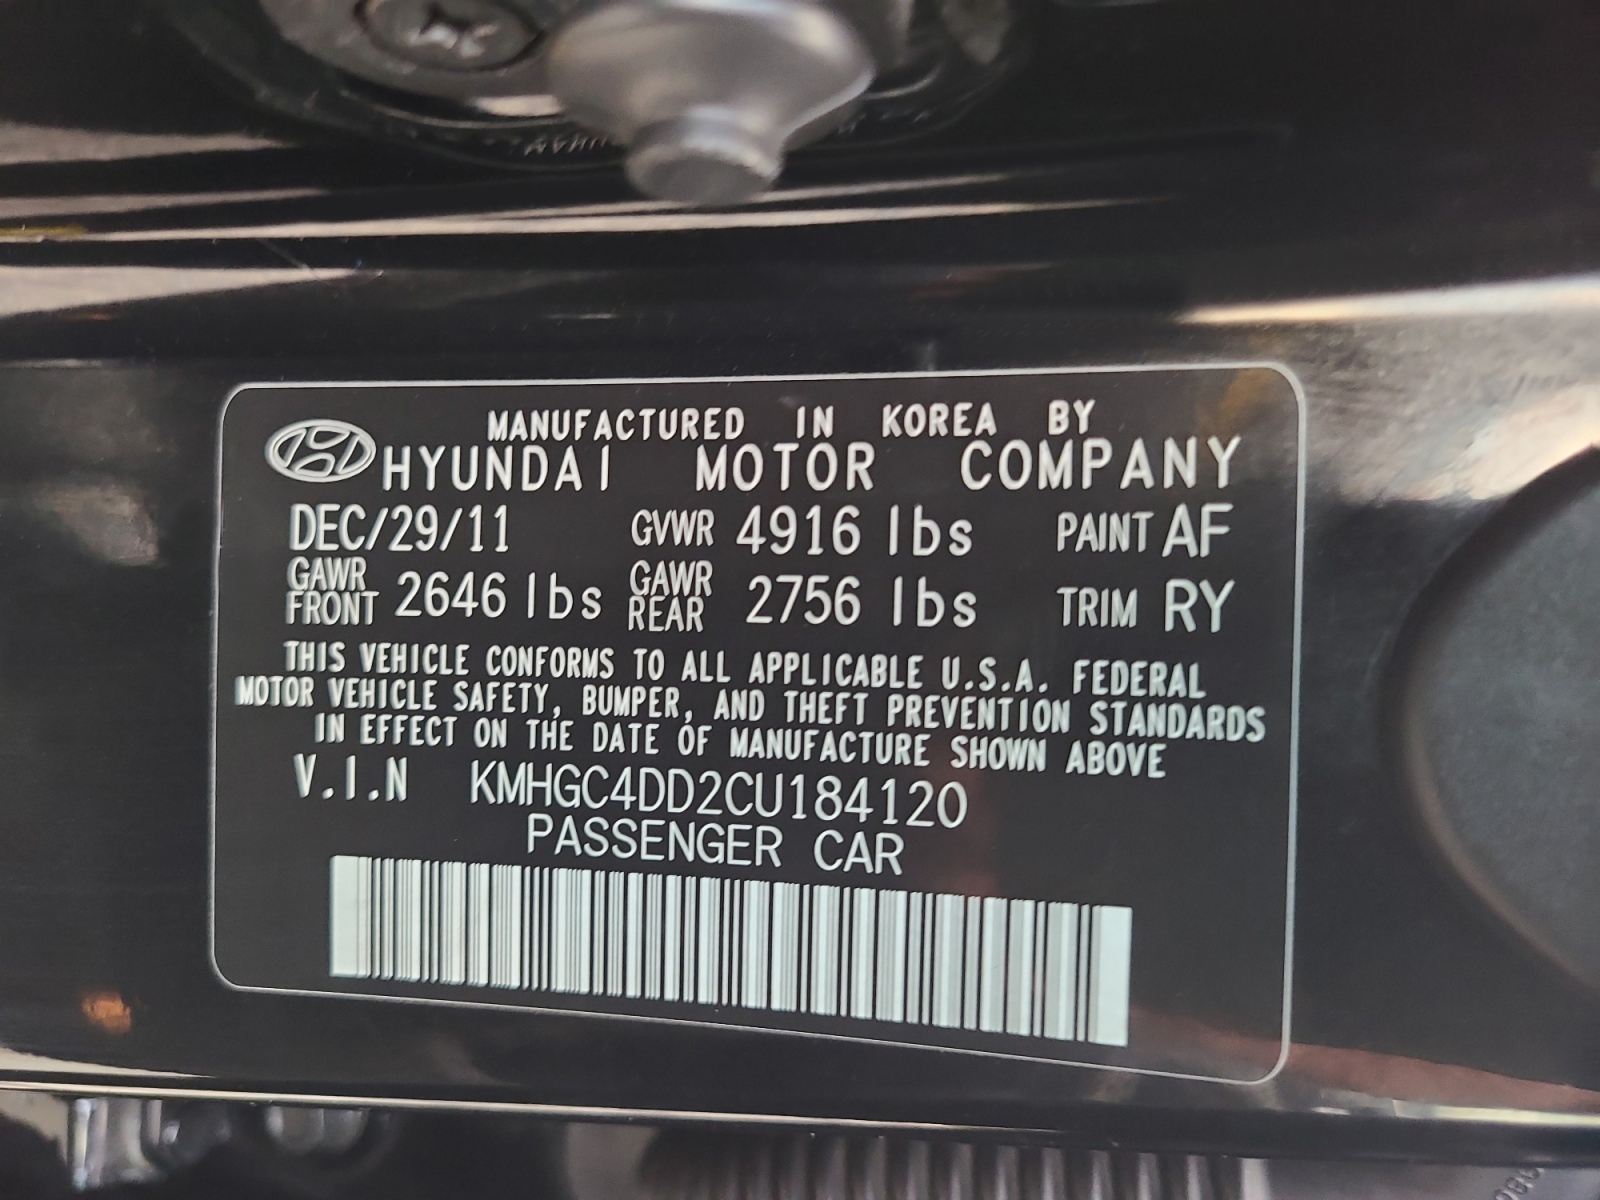 MANUFACTURED IN KOREA BY
HYUNDAI MOTOR COMPANY
DEC/29/11 GVWR 4916 lbs PAINT AF
GAWR FRONT 2646 lbs GAWR REAR 2756 lbs TRIM RY
THIS VEHICLE CONFORMS TO ALL APPLICABLE U.S.A. FEDERAL
MOTOR VEHICLE SAFETY, BUMPER, AND THEFT PREVENTION STANDARDS
IN EFFECT ON THE DATE OF MANUFACTURE SHOWN ABOVE
V.I.N KMHGC4DD2CU184120
PASSENGER CAR